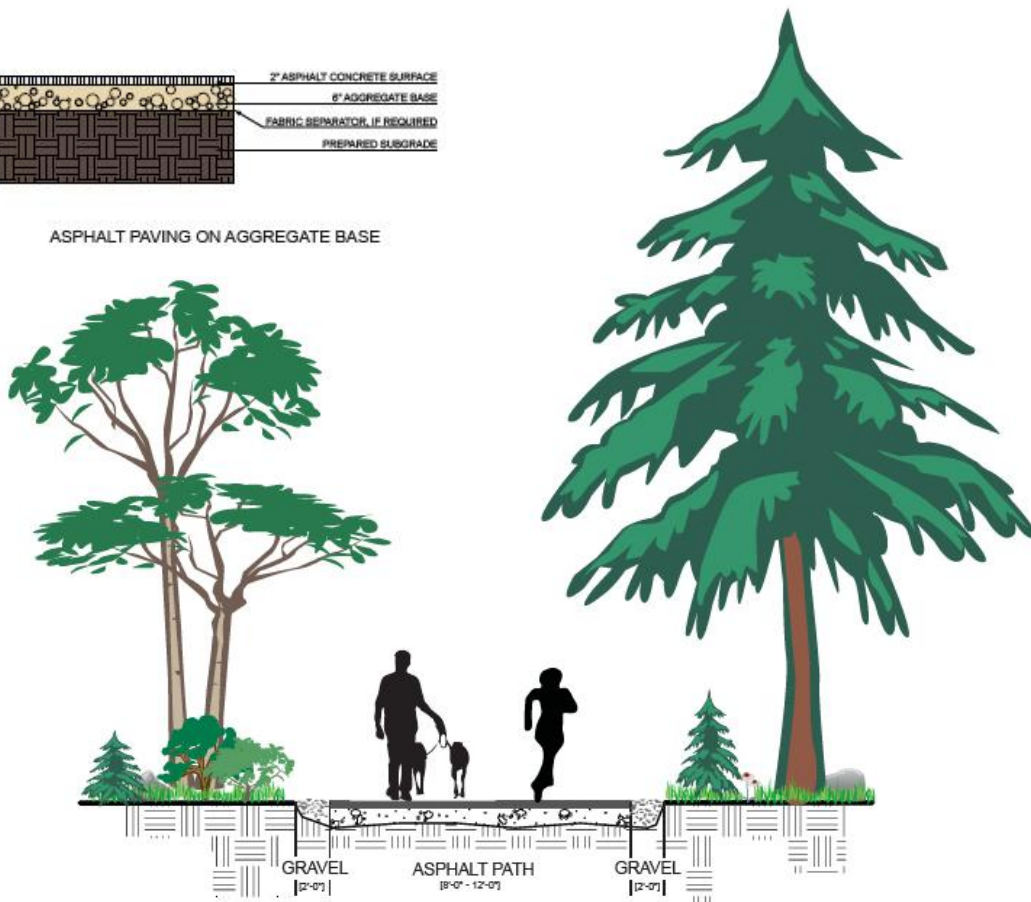 2" ASPHALT CONCRETE SURFACE
6" AGGREGATE BASE
FABRIC SEPARATOR, IF REQUIRED
PREPARED SUBGRADE
ASPHALT PAVING ON AGGREGATE BASE
GRAVEL
[2'-0"]
ASPHALT PATH
[8'-0" - 12'-0"]
GRAVEL
[2'-0"]